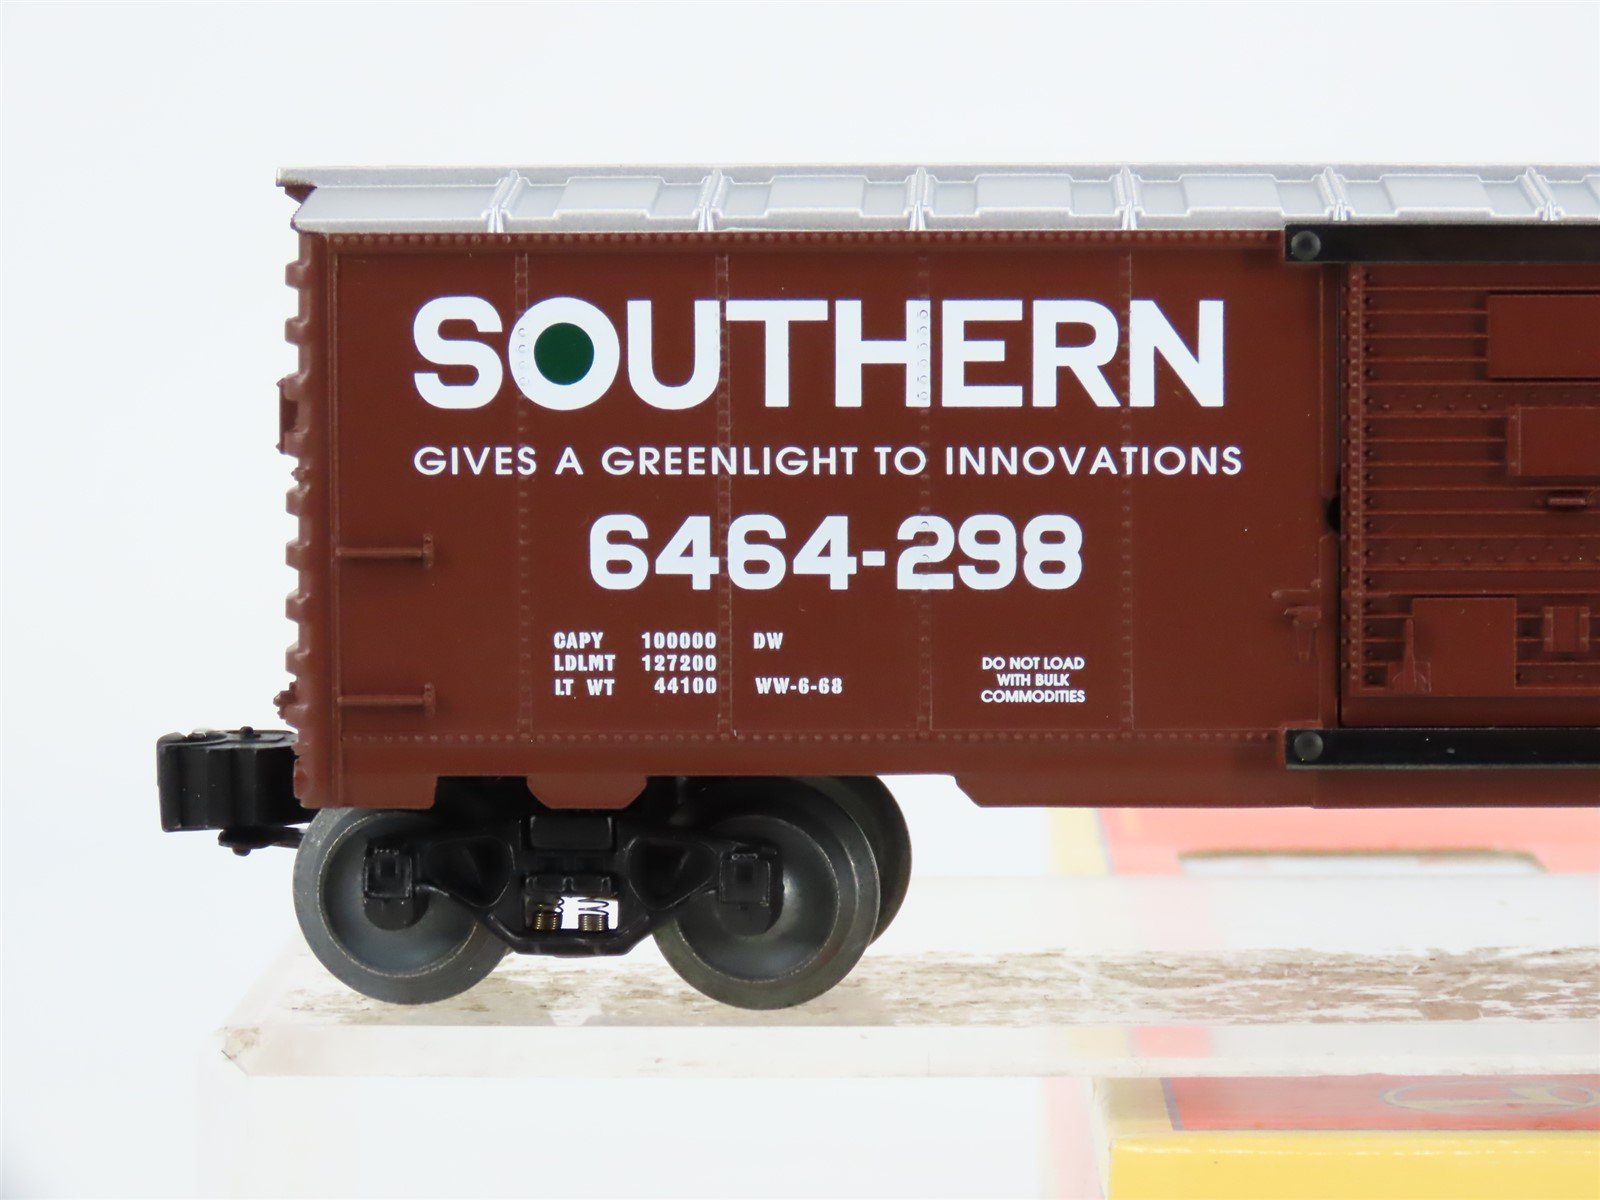 SOUTHERN
GIVES A GREENLIGHT TO INNOVATIONS
6464-298
CAPY 100000 DW
LDLMT 127200
LT WT 44100 WW-6-68
DO NOT LOAD
WITH BULK
COMMODITIES